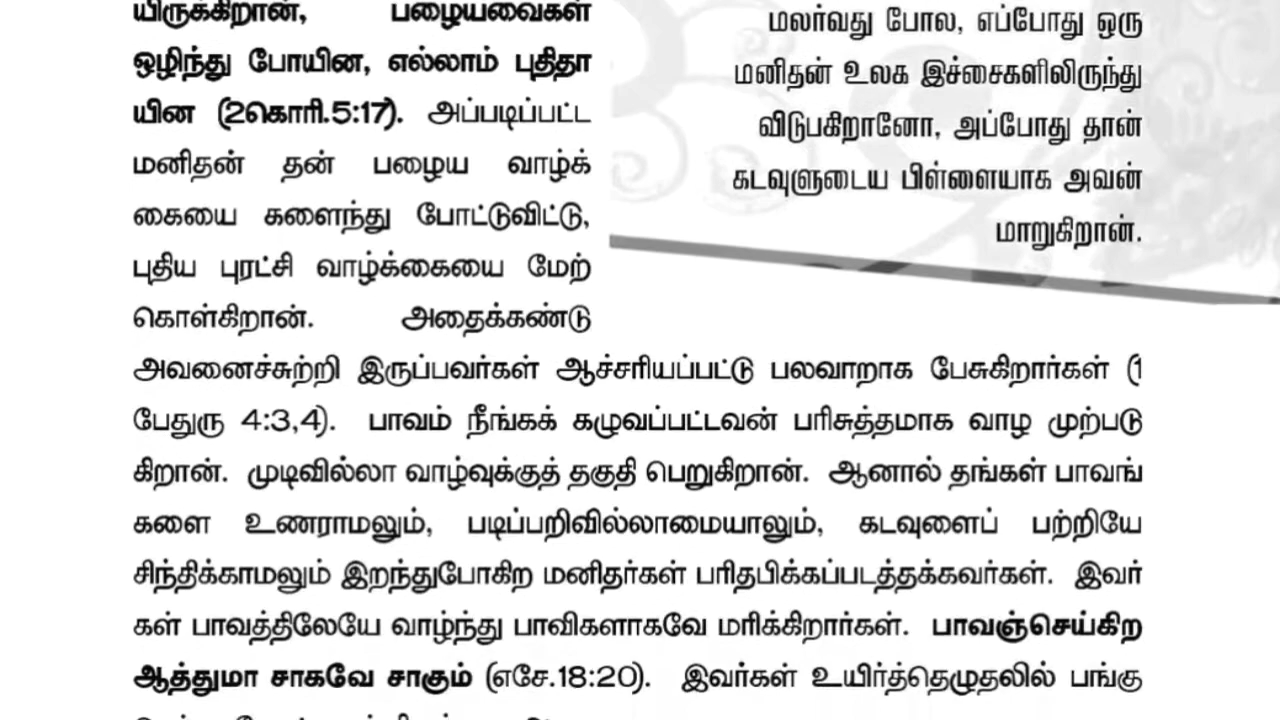 யிருக்கிறான், பழையவைகள்
ஒழிந்து போயின, எல்லாம் புதிதா
யின (2கொரி.5:17). அப்படிப்பட்ட
மனிதன் தன் பழைய வாழ்க்
கையை களைந்து போட்டுவிட்டு,
புதிய புரட்சி வாழ்க்கையை மேற்
கொள்கிறான். அதைக்கண்டு
மலர்வது போல, எப்போது ஒரு
மனிதன் உலக இச்சைகளிலிருந்து
விடுபகிறானோ, அப்போது தான்
கடவுளுடைய பிள்ளையாக அவன்
மாறுகிறான்.
அவனைச்சுற்றி இருப்பவர்கள் ஆச்சரியப்பட்டு பலவாறாக பேசுகிறார்கள் (1
பேதுரு 4:3,4). பாவம் நீங்கக் கழுவப்பட்டவன் பரிசுத்தமாக வாழ முற்படு
கிறான். முடிவில்லா வாழ்வுக்குத் தகுதி பெறுகிறான். ஆனால் தங்கள் பாவங்
களை உணராமலும், படிப்பறிவில்லாமையாலும், கடவுளைப் பற்றியே
சிந்திக்காமலும் இறந்துபோகிற மனிதர்கள் பரிதபிக்கப்படத்தக்கவர்கள். இவர்
கள் பாவத்திலேயே வாழ்ந்து பாவிகளாகவே மரிக்கிறார்கள். பாவஞ்செய்கிற
ஆத்துமா சாகவே சாகும் (எசே.18:20). இவர்கள் உயிர்த்தெழுதலில் பங்கு